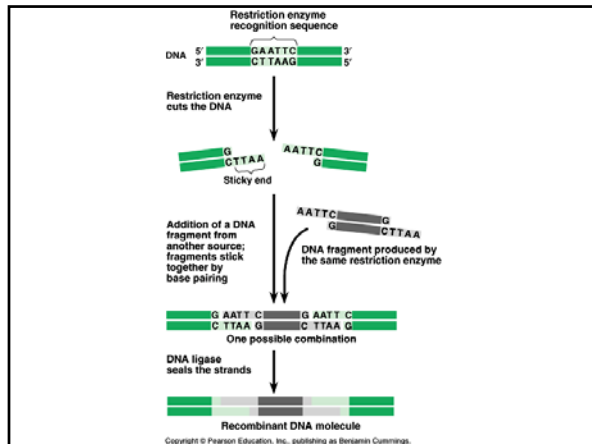 Restriction enzyme
recognition sequence
DNA 5′ GAATTC 3′
3′ CTTAAG 5′
Restriction enzyme
cuts the DNA
G AATTC
CTTAA G
Sticky end
Addition of a DNA
fragment from
another source;
fragments stick
together by
base pairing
AATTC G
G CTTAA
DNA fragment produced by
the same restriction enzyme
G AATT C G AATT C
C TTAA G C TTAA G
One possible combination
DNA ligase
seals the strands
Recombinant DNA molecule
Copyright © Pearson Education, Inc., publishing as Benjamin Cummings.